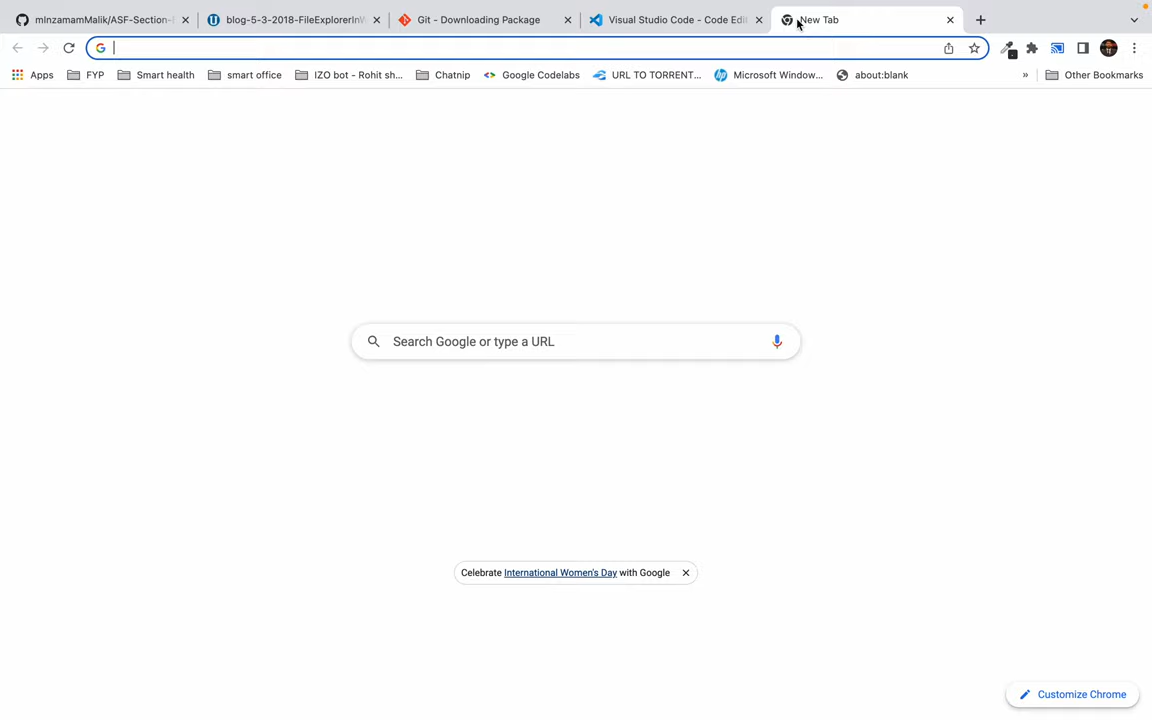 mInzamamMalik/ASF-Section-
blog-5-3-2018-FileExplorerInW
Git - Downloading Package
Visual Studio Code - Code Edit
New Tab
Apps
FYP
Smart health
smart office
IZO bot - Rohit sh...
Chatnip
Google Codelabs
URL TO TORRENT...
Microsoft Window...
about:blank
»
Other Bookmarks
Search Google or type a URL
Celebrate International Women's Day with Google
Customize Chrome